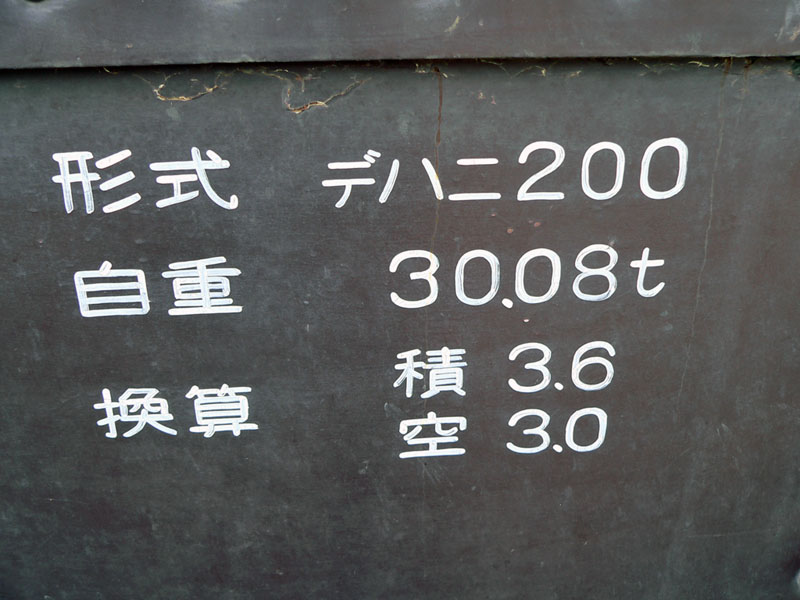 形式 デハニ200
自重 30.08t
換算 積 3.6
空 3.0